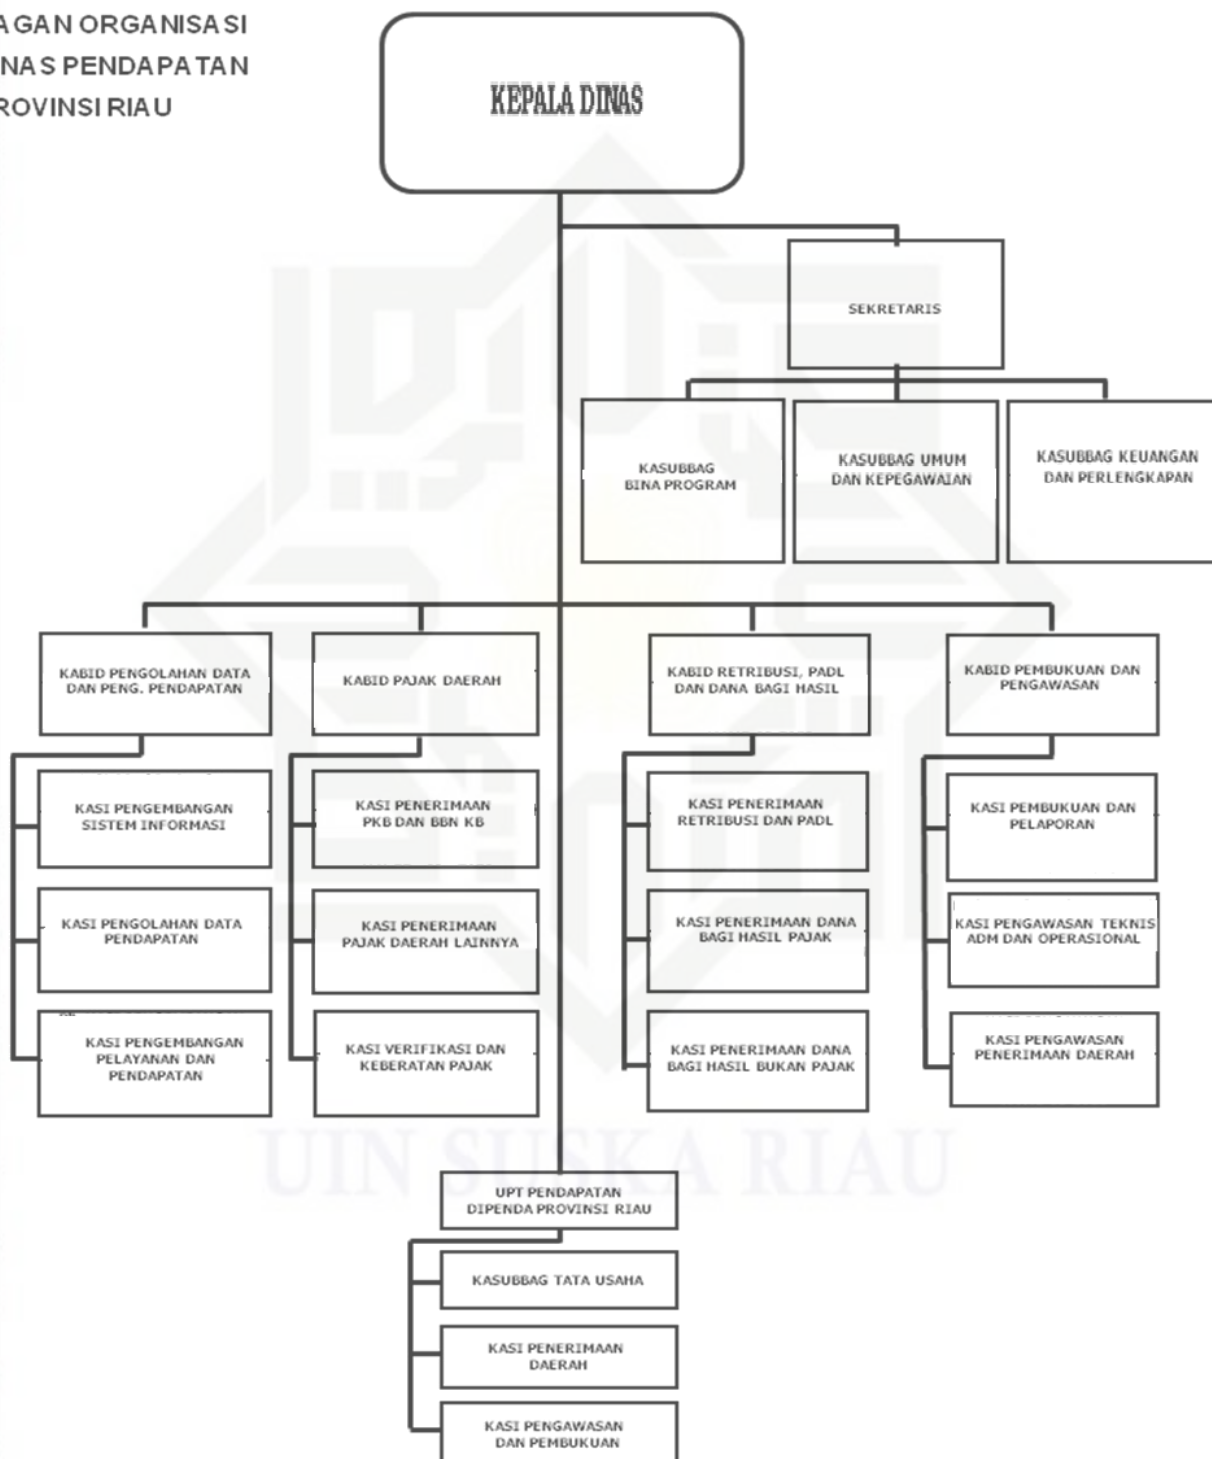 AGAN ORGANISASI
NAS PENDAPATAN
ROVINSI RIAU
KEPALA DINAS
SEKRETARIS
KASUBBAG
BINA PROGRAM
KASUBBAG UMUM
DAN KEPEGAWAIAN
KASUBBAG KEUANGAN
DAN PERLENGKAPAN
KABID PENGOLAHAN DATA
DAN PENG. PENDAPATAN
KABID PAJAK DAERAH
KABID RETRIBUSI, PADL
DAN DANA BAGI HASIL
KABID PEMBUKUAN DAN
PENGAWASAN
KASI PENGEMBANGAN
SISTEM INFORMASI
KASI PENGOLAHAN DATA
PENDAPATAN
KASI PENGEMBANGAN
PELAYANAN DAN
PENDAPATAN
KASI PENERIMAAN
PKB DAN BBN KB
KASI PENERIMAAN
PAJAK DAERAH LAINNYA
KASI VERIFIKASI DAN
KEBERATAN PAJAK
KASI PENERIMAAN
RETRIBUSI DAN PADL
KASI PENERIMAAN DANA
BAGI HASIL PAJAK
KASI PENERIMAAN DANA
BAGI HASIL BUKAN PAJAK
KASI PEMBUKUAN DAN
PELAPORAN
KASI PENGAWASAN TEKNIS
ADM DAN OPERASIONAL
KASI PENGAWASAN
PENERIMAAN DAERAH
UIN SUSKA RIAU
UPT PENDAPATAN
DIPENDA PROVINSI RIAU
KASUBBAG TATA USAHA
KASI PENERIMAAN
DAERAH
KASI PENGAWASAN
DAN PEMBUKUAN